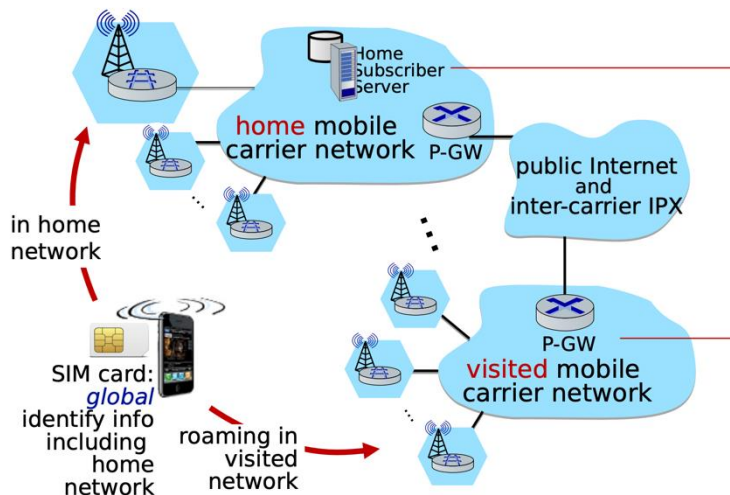 Home
Subscriber
Server
home mobile
carrier network
P-GW
public Internet
and
inter-carrier IPX
in home
network
SIM card:
global
identify info
including
home
network
roaming in
visited
network
P-GW
visited mobile
carrier network